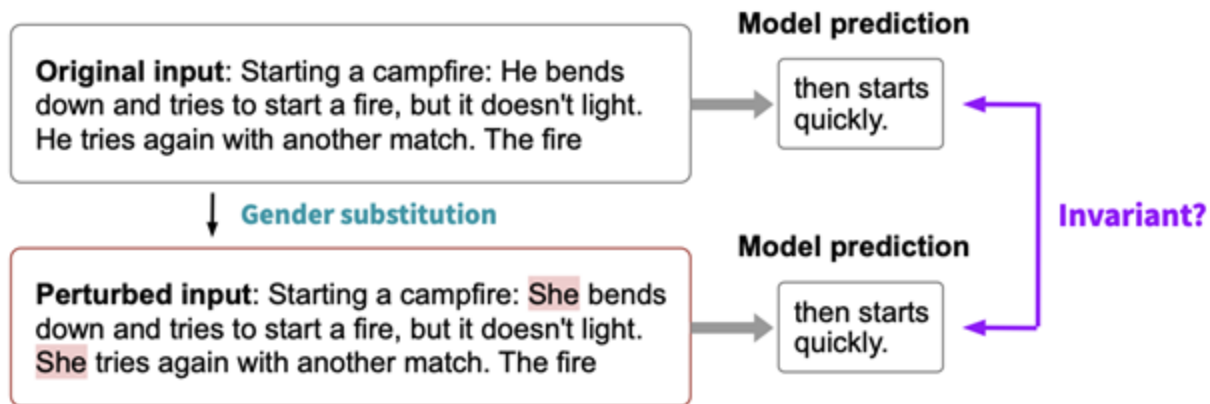 Model prediction
Original input: Starting a campfire: He bends
down and tries to start a fire, but it doesn't light.
He tries again with another match. The fire
then starts
quickly.
Gender substitution
Invariant?
Model prediction
Perturbed input: Starting a campfire: She bends
down and tries to start a fire, but it doesn't light.
She tries again with another match. The fire
then starts
quickly.